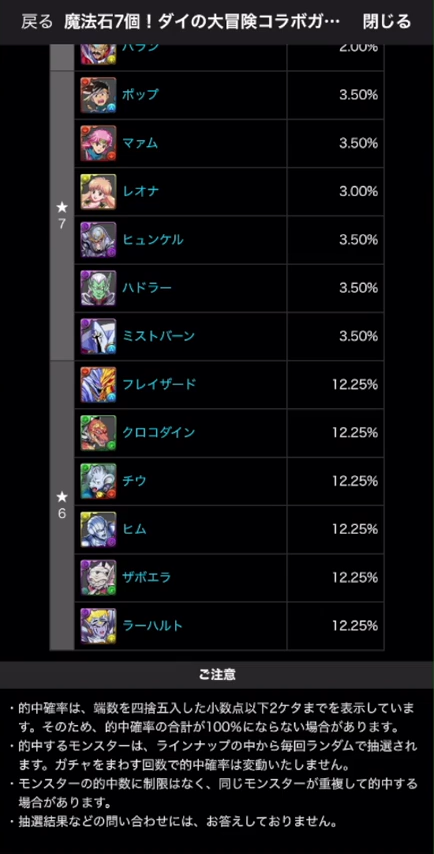 戻る 魔法石7個！ダイの大冒険コラボガ… 閉じる
バラン 2.00%
ポップ 3.50%
マァム 3.50%
レオナ 3.00%
★7
ヒュンケル 3.50%
ハドラー 3.50%
ミストバーン 3.50%
フレイザード 12.25%
クロコダイン 12.25%
チウ 12.25%
★6
ヒム 12.25%
ザボエラ 12.25%
ラーハルト 12.25%
ご注意
・的中確率は、端数を四捨五入した小数点以下2ケタまでを表示していま
す。そのため、的中確率の合計が100%にならない場合があります。
・的中するモンスターは、ラインナップの中から毎回ランダムで抽選され
ます。ガチャをまわす回数で的中確率は変動いたしません。
・モンスターの的中数に制限はなく、同じモンスターが重複して的中する
場合があります。
・抽選結果などの問い合わせには、お答えしておりません。